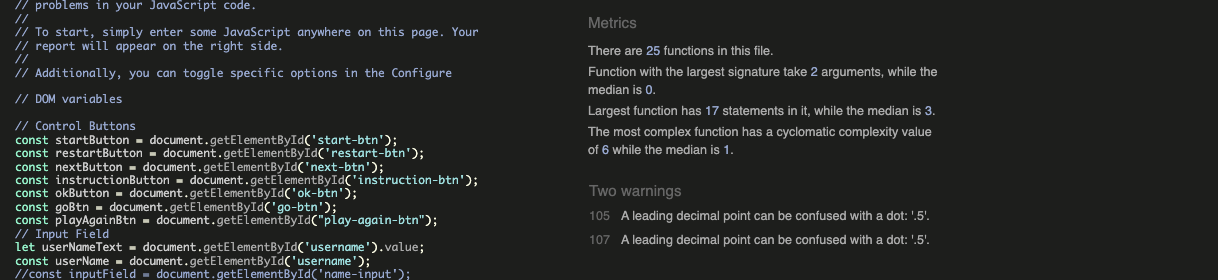 // problems in your JavaScript code.
//
// To start, simply enter some JavaScript anywhere on this page. Your
// report will appear on the right side.
//
// Additionally, you can toggle specific options in the Configure
// DOM variables
// Control Buttons
const startButton = document.getElementById('start-btn');
const restartButton = document.getElementById('restart-btn');
const nextButton = document.getElementById('next-btn');
const instructionButton = document.getElementById('instruction-btn');
const okButton = document.getElementById('ok-btn');
const goBtn = document.getElementById('go-btn');
const playAgainBtn = document.getElementById("play-again-btn");
// Input Field
let userNameText = document.getElementById('username').value;
const userName = document.getElementById('username');
//const inputField = document.getElementById('name-input');
Metrics
There are 25 functions in this file.
Function with the largest signature take 2 arguments, while the
median is 0.
Largest function has 17 statements in it, while the median is 3.
The most complex function has a cyclomatic complexity value
of 6 while the median is 1.
Two warnings
105 A leading decimal point can be confused with a dot: '.5'.
107 A leading decimal point can be confused with a dot: '.5'.